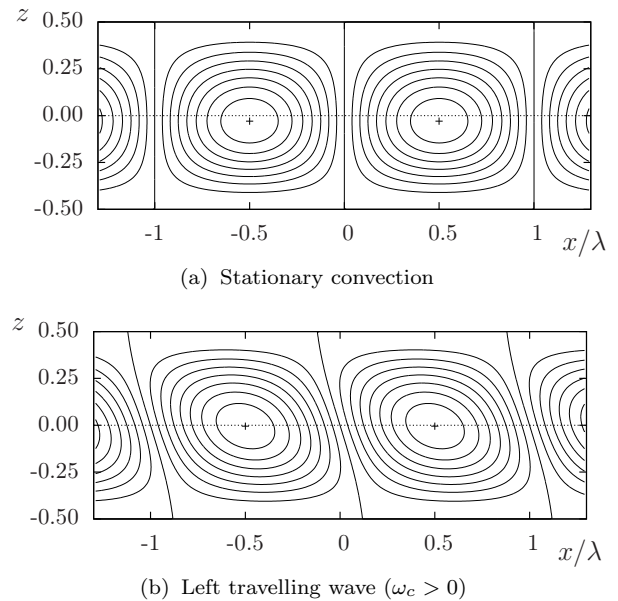 z
0.50
0.25
0.00
-0.25
-0.50
-1 -0.5 0 0.5 1 x/λ
(a) Stationary convection
z
0.50
0.25
0.00
-0.25
-0.50
-1 -0.5 0 0.5 1 x/λ
(b) Left travelling wave (ω_c > 0)